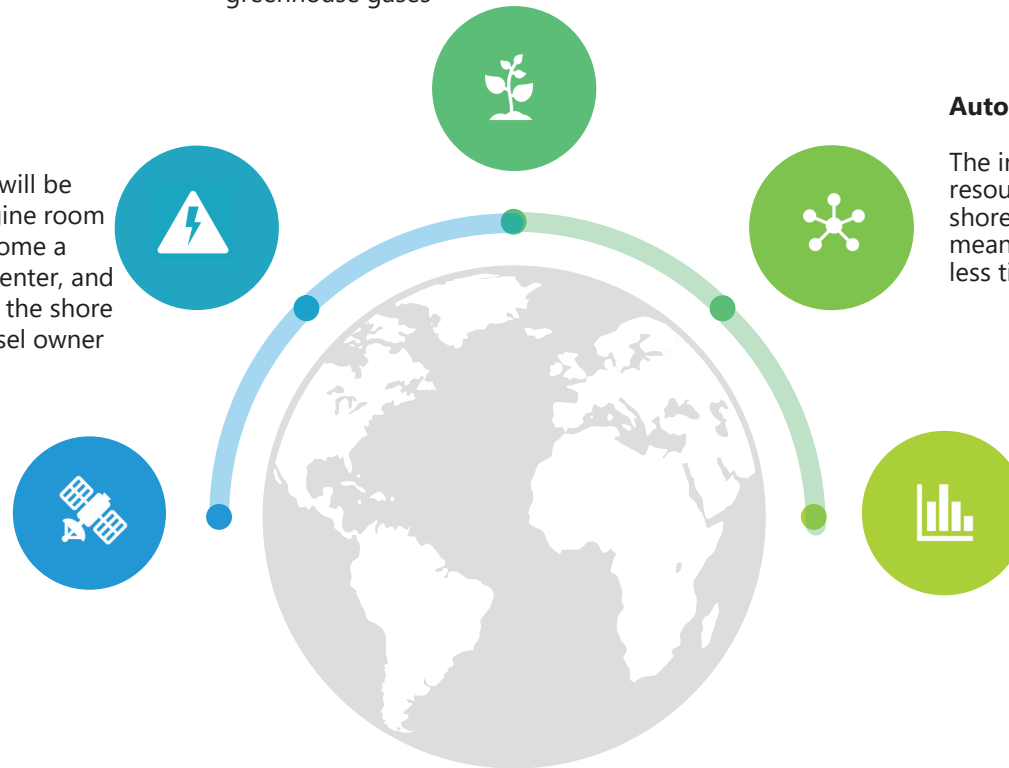 greenhouse gases
will be
gine room
ome a
enter, and
the shore
sel owner
Auto
The i
resou
shore
mean
less ti